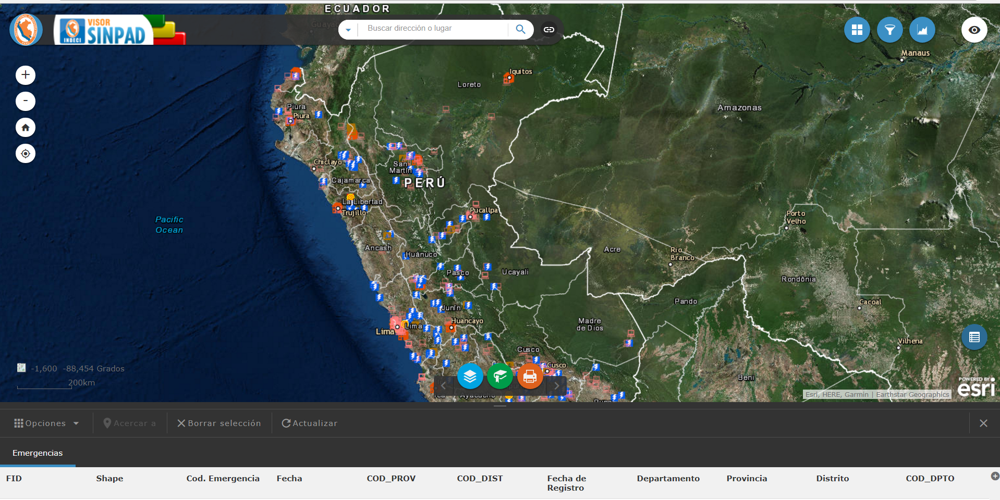 ECUADOR
INDECI
VISOR
SINPAD
Buscar dirección o lugar
Manaus
Iquitos
Loreto
Amazonas
Piura
Piura
Chiclayo
San
Martín
Cajamarca
PERÚ
La Libertad
Trujillo
Pucallpa
Pacific
Ocean
Porto
Velho
Ancash
Huánuco
Acre
Rio
Branco
Pasco
Ucayali
Rondônia
Pando
Cacoal
Junín
Huancayo
Madre
de Dios
Lima
Lima
Vilhena
Cusco
Cusco
-1,600 -88,454 Grados
200km
Beni
Ayacucho
POWERED BY
esri
Esri, HERE, Garmin | Earthstar Geographics
Opciones
Acercar a
Borrar selección
Actualizar
Emergencias
FID Shape Cod. Emergencia Fecha COD_PROV COD_DIST Fecha de Registro Departamento Provincia Distrito COD_DPTO